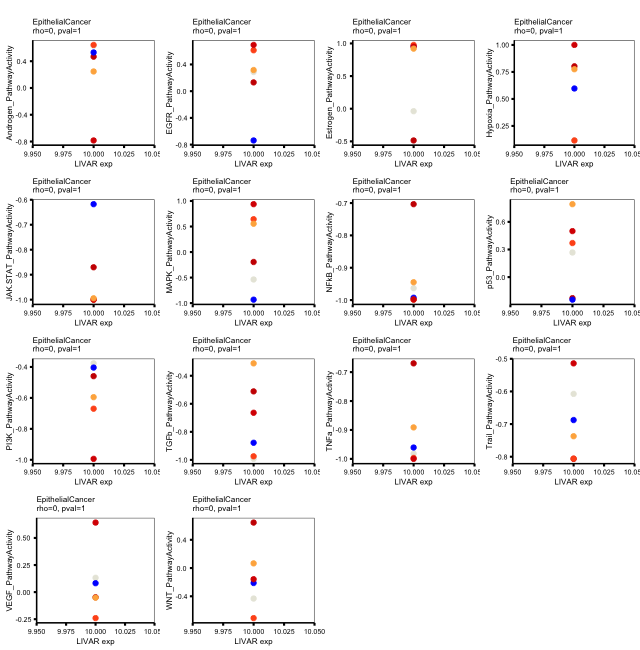 EpithelialCancer
rho=0, pval=1
Androgen_PathwayActivity
0.4
0.0
-0.4
-0.8
9.950 9.975 10.000 10.025 10.05
LIVAR exp
EpithelialCancer
rho=0, pval=1
EGFR_PathwayActivity
0.4
0.0
-0.4
-0.8
9.950 9.975 10.000 10.025 10.05
LIVAR exp
EpithelialCancer
rho=0, pval=1
Estrogen_PathwayActivity
1.0
0.5
0.0
-0.5
9.950 9.975 10.000 10.025 10.05
LIVAR exp
EpithelialCancer
rho=0, pval=1
Hypoxia_PathwayActivity
1.00
0.75
0.50
0.25
9.950 9.975 10.000 10.025 10.05
LIVAR exp
EpithelialCancer
rho=0, pval=1
JAK.STAT_PathwayActivity
-0.6
-0.7
-0.8
-0.9
-1.0
9.950 9.975 10.000 10.025 10.05
LIVAR exp
EpithelialCancer
rho=0, pval=1
MAPK_PathwayActivity
1.0
0.5
0.0
-0.5
-1.0
9.950 9.975 10.000 10.025 10.05
LIVAR exp
EpithelialCancer
rho=0, pval=1
NFkB_PathwayActivity
-0.7
-0.8
-0.9
-1.0
9.950 9.975 10.000 10.025 10.05
LIVAR exp
EpithelialCancer
rho=0, pval=1
p53_PathwayActivity
0.6
0.3
0.0
9.950 9.975 10.000 10.025 10.05
LIVAR exp
EpithelialCancer
rho=0, pval=1
PI3K_PathwayActivity
-0.4
-0.6
-0.8
-1.0
9.950 9.975 10.000 10.025 10.05
LIVAR exp
EpithelialCancer
rho=0, pval=1
TGFb_PathwayActivity
-0.4
-0.6
-0.8
-1.0
9.950 9.975 10.000 10.025 10.05
LIVAR exp
EpithelialCancer
rho=0, pval=1
TNFa_PathwayActivity
-0.7
-0.8
-0.9
-1.0
9.950 9.975 10.000 10.025 10.05
LIVAR exp
EpithelialCancer
rho=0, pval=1
Trail_PathwayActivity
-0.5
-0.6
-0.7
-0.8
9.950 9.975 10.000 10.025 10.05
LIVAR exp
EpithelialCancer
rho=0, pval=1
VEGF_PathwayActivity
0.50
0.25
0.00
-0.25
9.950 9.975 10.000 10.025 10.05
LIVAR exp
EpithelialCancer
rho=0, pval=1
WNT_PathwayActivity
0.4
0.0
-0.4
9.950 9.975 10.000 10.025 10.050
LIVAR exp